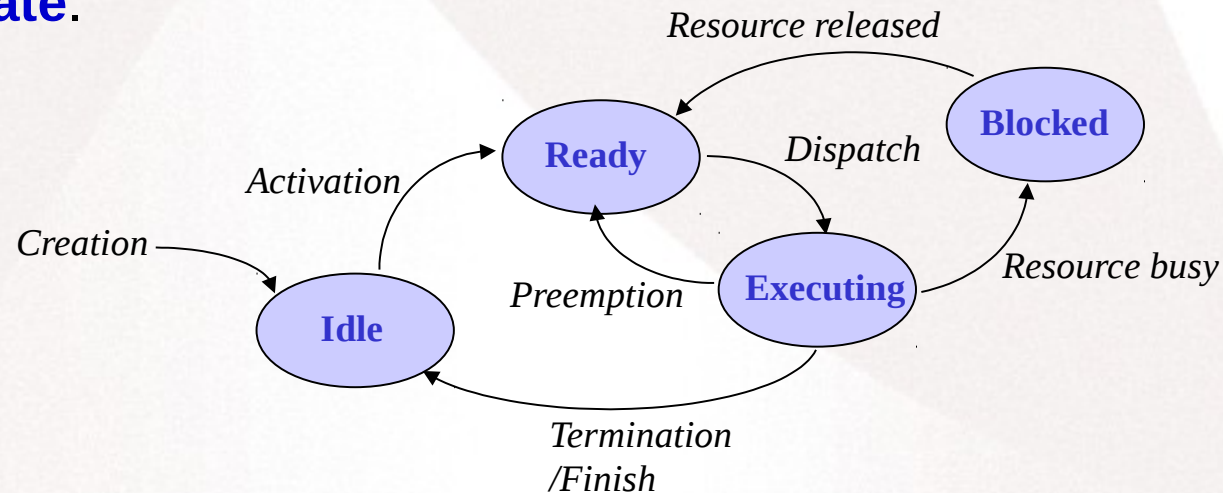 ate.
Resource released
Blocked
Ready
Dispatch
Activation
Creation
Resource busy
Preemption
Executing
Idle
Termination
/Finish